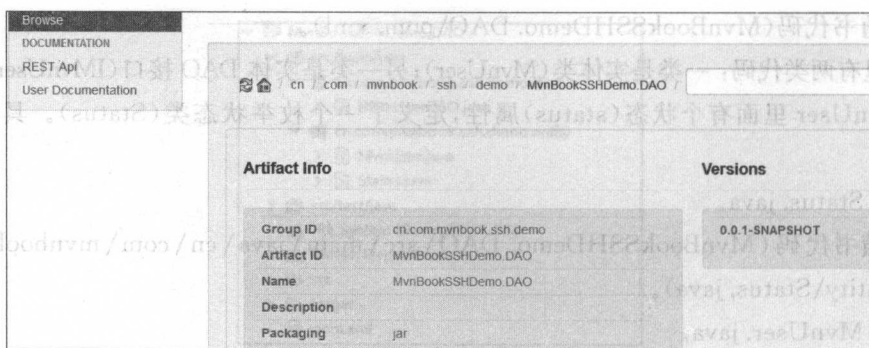 Browse
DOCUMENTATION
REST Api
User Documentation
cn com mvnbook ssh demo MvnBookSSHDemo.DAO
Artifact Info
Versions
Group ID cn.com.mvnbook.ssh.demo
0.0.1-SNAPSHOT
Artifact ID MvnBookSSHDemo.DAO
Name MvnBookSSHDemo.DAO
Description
Packaging jar